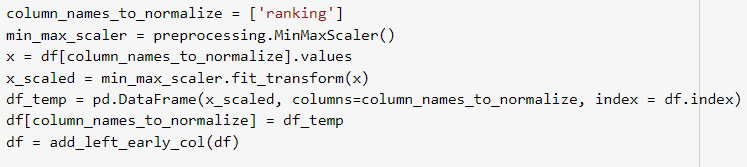 column_names_to_normalize = ['ranking']
min_max_scaler = preprocessing.MinMaxScaler()
x = df[column_names_to_normalize].values
x_scaled = min_max_scaler.fit_transform(x)
df_temp = pd.DataFrame(x_scaled, columns=column_names_to_normalize, index = df.index)
df[column_names_to_normalize] = df_temp
df = add_left_early_col(df)